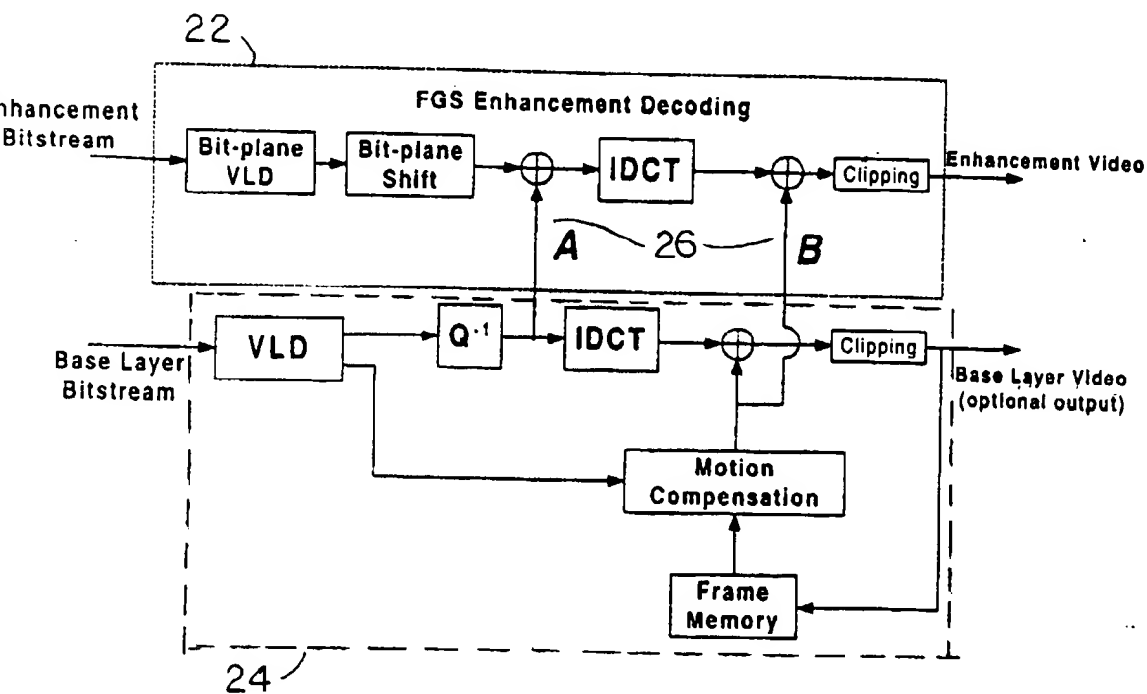 22
FGS Enhancement Decoding
nhancement
Bitstream
Bit-plane
VLD
Bit-plane
Shift
IDCT
Clipping
Enhancement Video
A
26
B
Base Layer
Bitstream
VLD
Q-1
IDCT
Clipping
Base Layer Video
(optional output)
Motion
Compensation
Frame
Memory
24